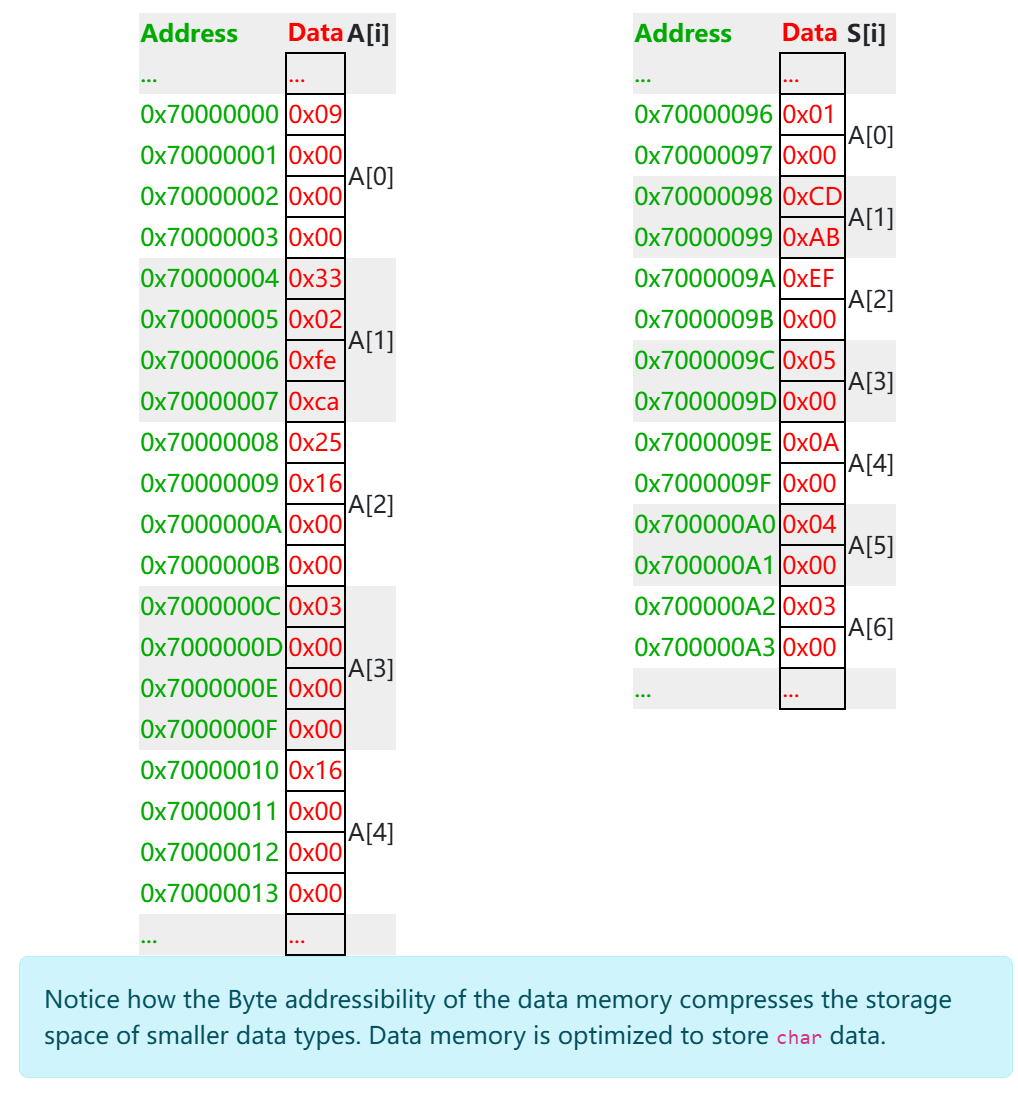 Address Data A[i]
... ...
0x70000000 0x09
0x70000001 0x00
A[0]
0x70000002 0x00
0x70000003 0x00
0x70000004 0x33
0x70000005 0x02
A[1]
0x70000006 0xfe
0x70000007 0xca
0x70000008 0x25
0x70000009 0x16
A[2]
0x7000000A 0x00
0x7000000B 0x00
0x7000000C 0x03
0x7000000D 0x00
A[3]
0x7000000E 0x00
0x7000000F 0x00
0x70000010 0x16
0x70000011 0x00
A[4]
0x70000012 0x00
0x70000013 0x00
... ...
Address Data S[i]
... ...
0x70000096 0x01
A[0]
0x70000097 0x00
0x70000098 0xCD
A[1]
0x70000099 0xAB
0x7000009A 0xEF
A[2]
0x7000009B 0x00
0x7000009C 0x05
A[3]
0x7000009D 0x00
0x7000009E 0x0A
A[4]
0x7000009F 0x00
0x700000A0 0x04
A[5]
0x700000A1 0x00
0x700000A2 0x03
A[6]
0x700000A3 0x00
... ...
Notice how the Byte addressibility of the data memory compresses the storage
space of smaller data types. Data memory is optimized to store char data.